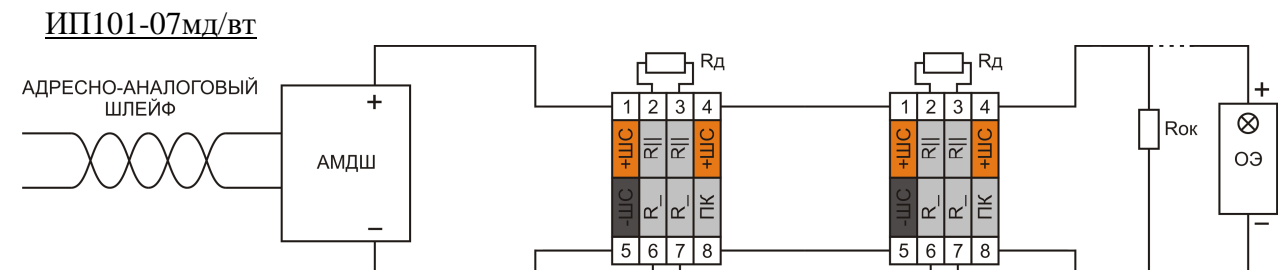 ИП101-07мд/вт
АДРЕСНО-АНАЛОГОВЫЙ
ШЛЕЙФ
+
АМДШ
–
Rд
1 2 3 4
+ШС R|| R|| +ШС
-ШС R_ R_ ПК
5 6 7 8
Rд
1 2 3 4
+ШС R|| R|| +ШС
-ШС R_ R_ ПК
5 6 7 8
Rок
+
ОЭ
–